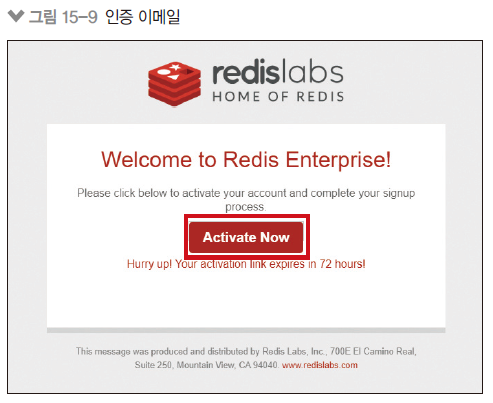 그림 15-9 인증 이메일
redislabs
HOME OF REDIS
Welcome to Redis Enterprise!
Please click below to activate your account and complete your signup
process
Activate Now
Hurry up! Your activation link expires in 72 hours!
This message was produced and distributed by Redis Labs, Inc., 700E El Camino Real,
Suite 250, Mountain View, CA 94040. www.redislabs.com